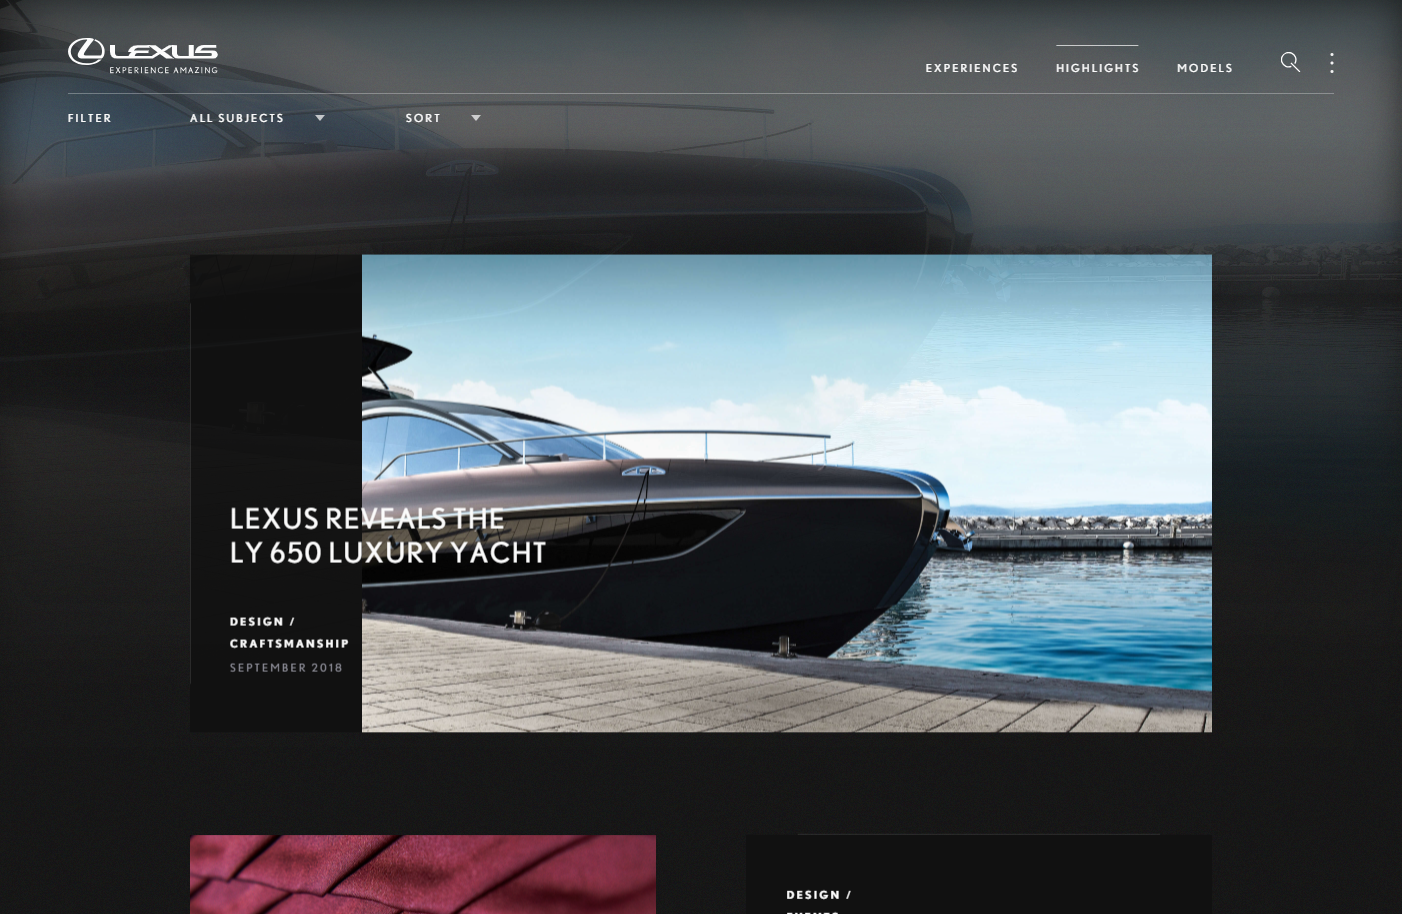 LEXUS
EXPERIENCE AMAZING
EXPERIENCES
HIGHLIGHTS
MODELS
FILTER
ALL SUBJECTS
SORT
LEXUS REVEALS THE
LY 650 LUXURY YACHT
DESIGN /
CRAFTSMANSHIP
SEPTEMBER 2018
DESIGN /